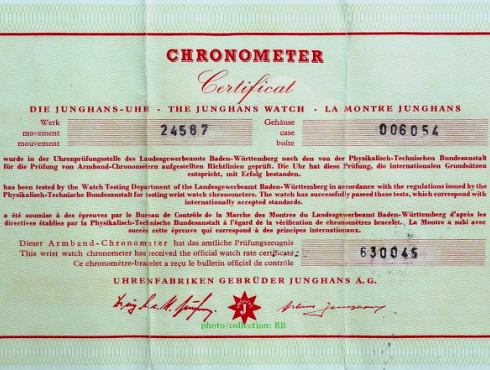 CHRONOMETER
Certificat
DIE JUNGHANS-UHR · THE JUNGHANS WATCH · LA MONTRE JUNGHANS
Werk
movement
mouvement
24587
Gehäuse
case
boîte
006054
wurde in der Uhrenprüfungsstelle des Landesgewerbeamts Baden-Württemberg nach den von der Physikalisch-Technischen Bundesanstalt
für die Prüfung von Armband-Chronometern aufgestellten Richtlinien geprüft. Die Uhr hat diese Prüfung, die internationalen Grundsätzen
entspricht, mit Erfolg bestanden.
has been tested by the Watch Testing Department of the Landesgewerbeamt Baden-Württemberg in accordance with the regulations issued by the
Physikalisch-Technische Bundesanstalt for testing wrist watch chronometers. The watch has successfully passed these tests, which correspond with
internationally accepted standards.
a été soumise à des épreuves par le Bureau de Contrôle de la Marche des Montres du Landesgewerbeamt Baden-Württemberg d'après les
directives établies par la Physikalisch-Technische Bundesanstalt à l'égard de la vérification de chronomètres bracelet. La Montre a subi avec
succès cette épreuve qui correspond à des principes internationaux.
Dieser Armband-Chronometer hat das amtliche Prüfungszeugnis
This wrist watch chronometer has received the official watch rate certificate
Ce chronomètre-bracelet a reçu le bulletin officiel de contrôle
630045
UHRENFABRIKEN GEBRÜDER JUNGHANS A.G.
J
photo/collection: RB